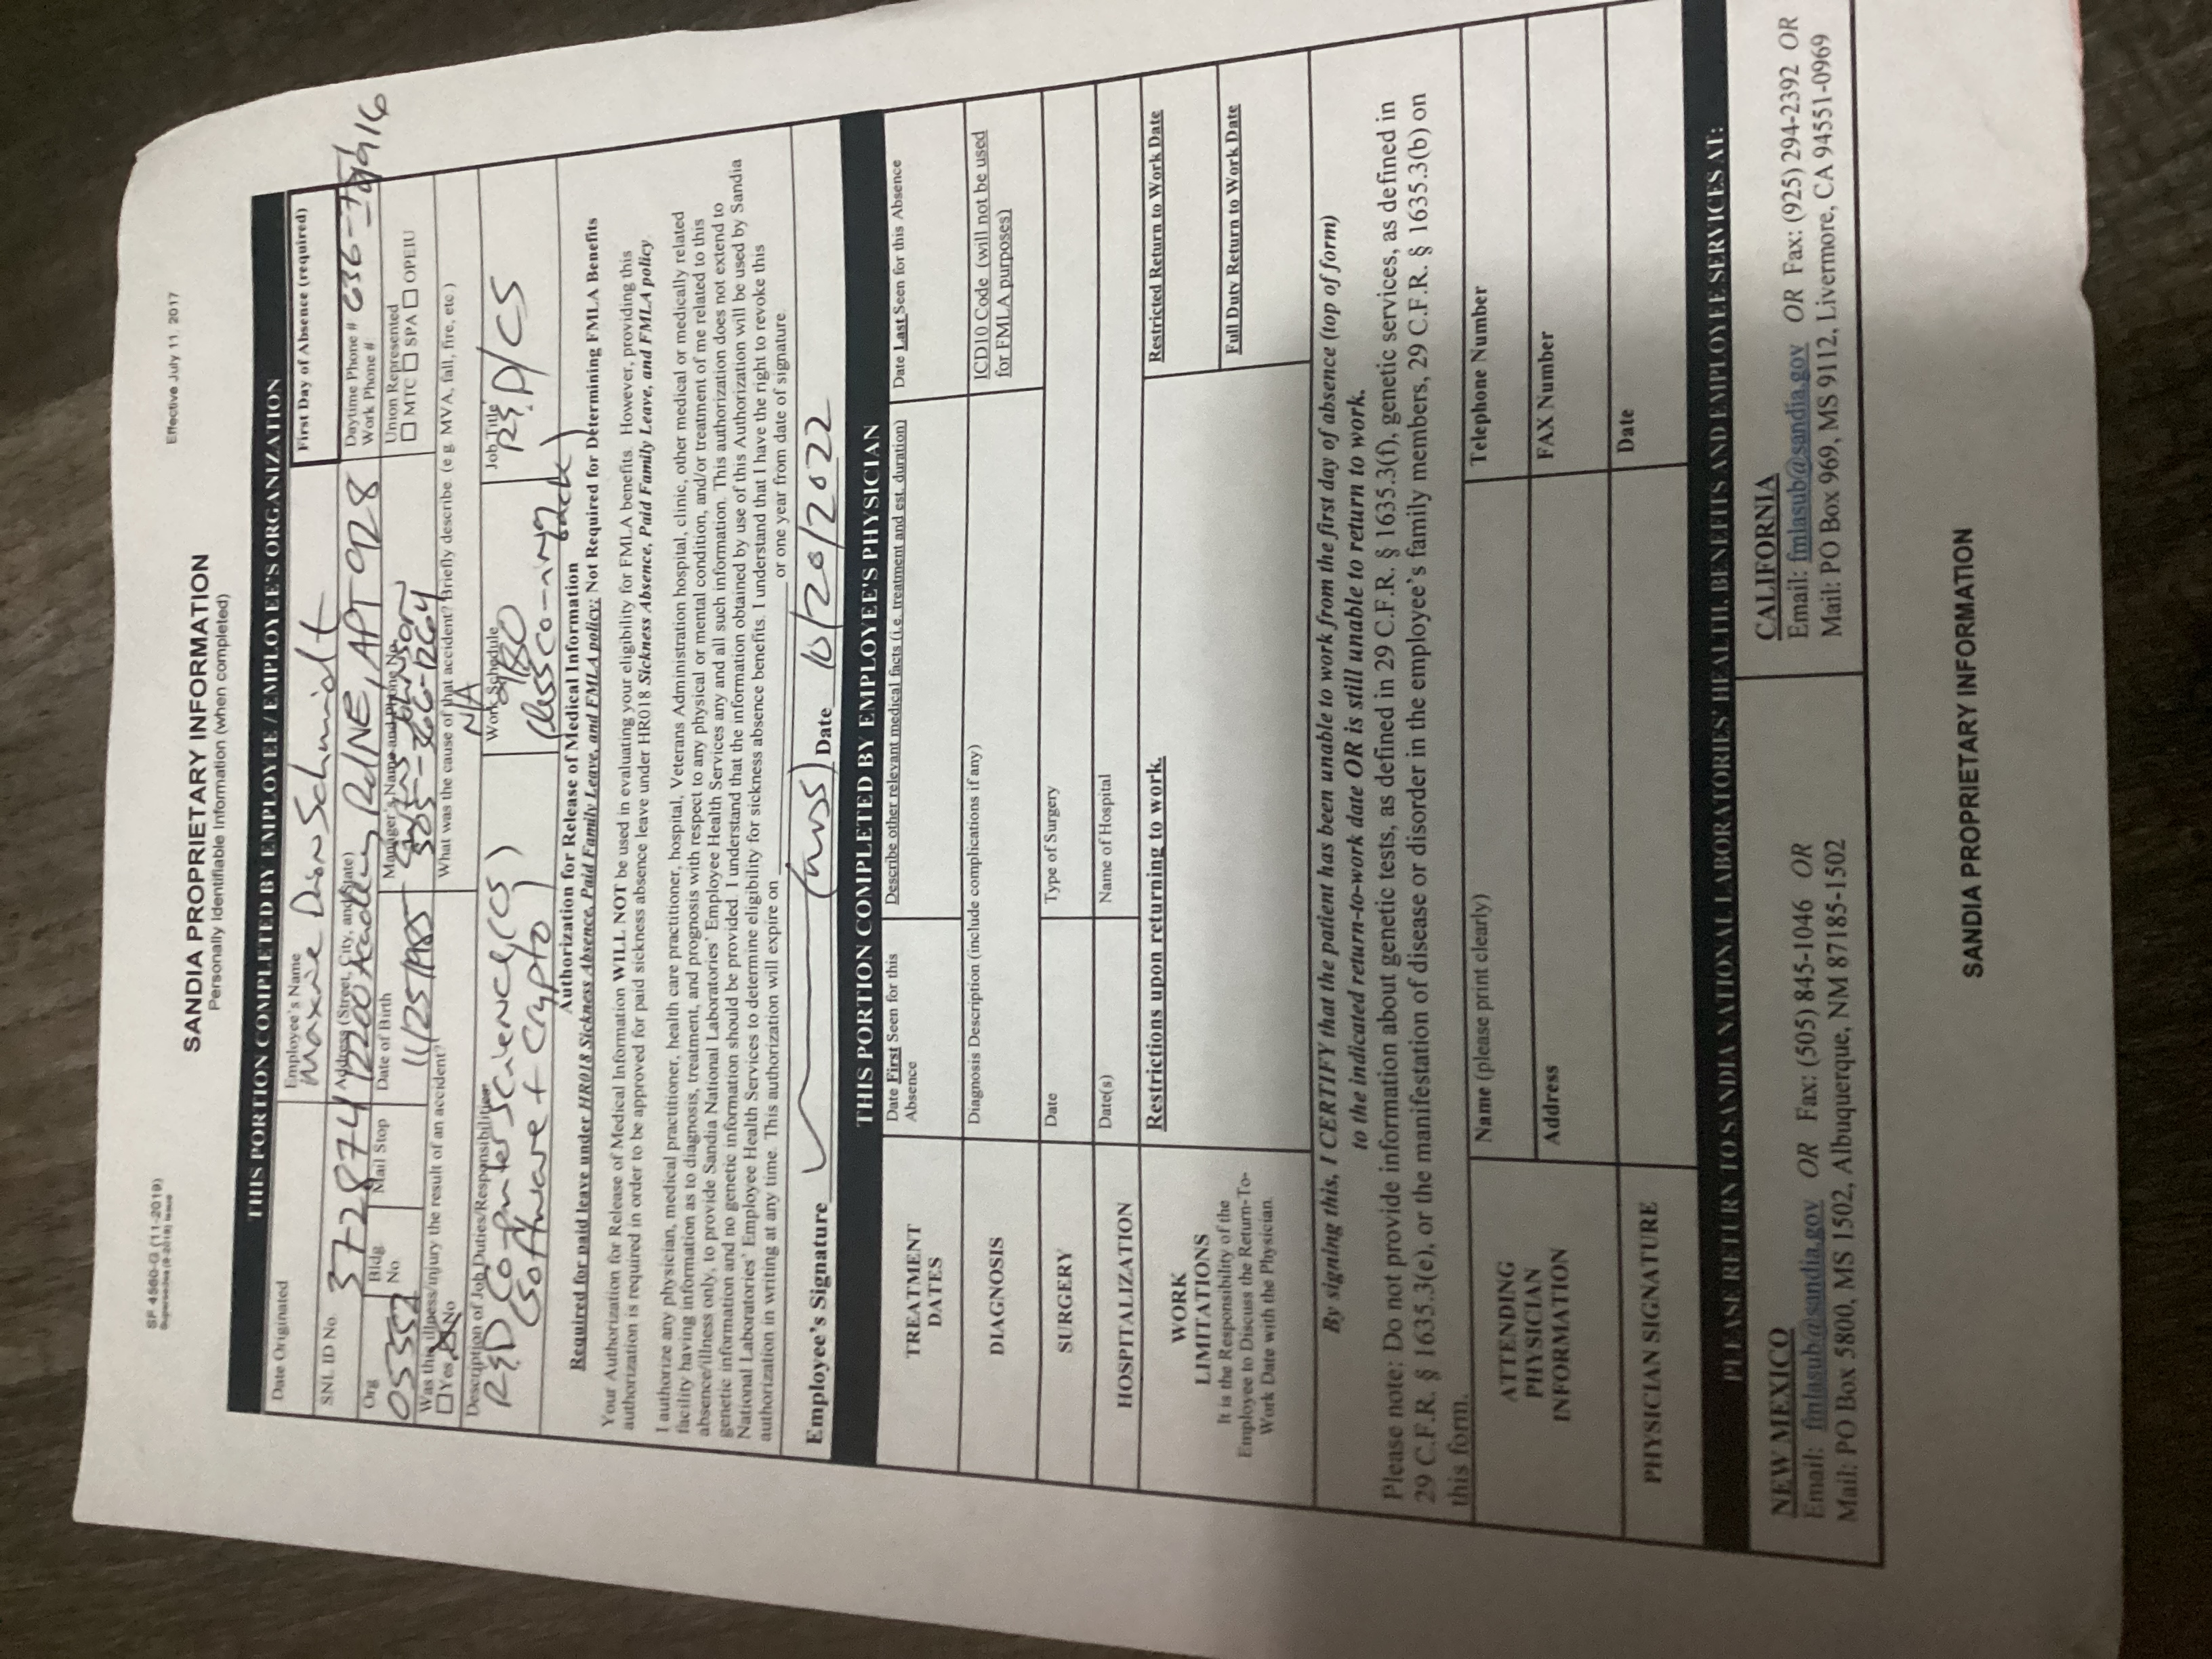 SF 4560-G (11-2019)
Supersedes (9-2018) Issue
Effective July 11, 2017
SANDIA PROPRIETARY INFORMATION
Personally Identifiable Information (when completed)
THIS PORTION COMPLETED BY EMPLOYEE / EMPLOYEE'S ORGANIZATION
Date Originated
Employee's Name
Maxine Dion Schmidt
First Day of Absence (required)
SNL ID No.
372874
Address (Street, City, and State)
12200 Academy Rd NE, APT 928
Daytime Phone # 636-
Work Phone #
Org
05552
Bldg No.
Mail Stop
Date of Birth
11/25/1985
Manager's Name and Phone No.
Johnson
505-366-1264
Union Represented
MTC SPA OPEIU
Was this illness/injury the result of an accident?
Yes No
What was the cause of that accident? Briefly describe (e.g. MVA, fall, fire, etc.)
N/A
Description of Job Duties/Responsibilities
R&D Computer Science (CS)
(Software + Crypto)
Work Schedule
9/80
(less coming back)
Job Title
R&D/CS
Authorization for Release of Medical Information
Required for paid leave under HR018 Sickness Absence, Paid Family Leave, and FMLA policy; Not Required for Determining FMLA Benefits
Your Authorization for Release of Medical Information WILL NOT be used in evaluating your eligibility for FMLA benefits. However, providing this
authorization is required in order to be approved for paid sickness absence leave under HR018 Sickness Absence, Paid Family Leave, and FMLA policy
I authorize any physician, medical practitioner, health care practitioner, hospital, Veterans Administration hospital, clinic, other medical or medically related
facility having information as to diagnosis, treatment, and prognosis with respect to any physical or mental condition, and/or treatment of me related to this
absence/illness only, to provide Sandia National Laboratories' Employee Health Services any and all such information. This authorization does not extend to
genetic information and no genetic information should be provided. I understand that the information obtained by use of this Authorization will be used by Sandia
National Laboratories' Employee Health Services to determine eligibility for sickness absence benefits. I understand that I have the right to revoke this
authorization in writing at any time. This authorization will expire on or one year from date of signature.
Employee's Signature (MDS) Date 10/20/2022
THIS PORTION COMPLETED BY EMPLOYEE'S PHYSICIAN
TREATMENT
DATES
Date First Seen for this
Absence
Describe other relevant medical facts (i.e. treatment and est. duration)
Date Last Seen for this Absence
DIAGNOSIS
Diagnosis Description (include complications if any)
ICD10 Code (will not be used
for FMLA purposes)
SURGERY
Date
Type of Surgery
HOSPITALIZATION
Date(s)
Name of Hospital
WORK
LIMITATIONS
It is the Responsibility of the
Employee to Discuss the Return-To-
Work Date with the Physician.
Restrictions upon returning to work.
Restricted Return to Work Date
Full Duty Return to Work Date
By signing this, I CERTIFY that the patient has been unable to work from the first day of absence (top of form)
to the indicated return-to-work date OR is still unable to return to work.
Please note: Do not provide information about genetic tests, as defined in 29 C.F.R. § 1635.3(f), genetic services, as defined in
29 C.F.R. § 1635.3(e), or the manifestation of disease or disorder in the employee's family members, 29 C.F.R. § 1635.3(b) on
this form.
ATTENDING
PHYSICIAN
INFORMATION
Name (please print clearly)
Telephone Number
Address
FAX Number
PHYSICIAN SIGNATURE
Date
PLEASE RETURN TO SANDIA NATIONAL LABORATORIES' HEALTH, BENEFITS AND EMPLOYEE SERVICES AT:
NEW MEXICO
Email: fmlasub@sandia.gov OR Fax: (505) 845-1046 OR
Mail: PO Box 5800, MS 1502, Albuquerque, NM 87185-1502
CALIFORNIA
Email: fmlasub@sandia.gov OR Fax: (925) 294-2392 OR
Mail: PO Box 969, MS 9112, Livermore, CA 94551-0969
SANDIA PROPRIETARY INFORMATION